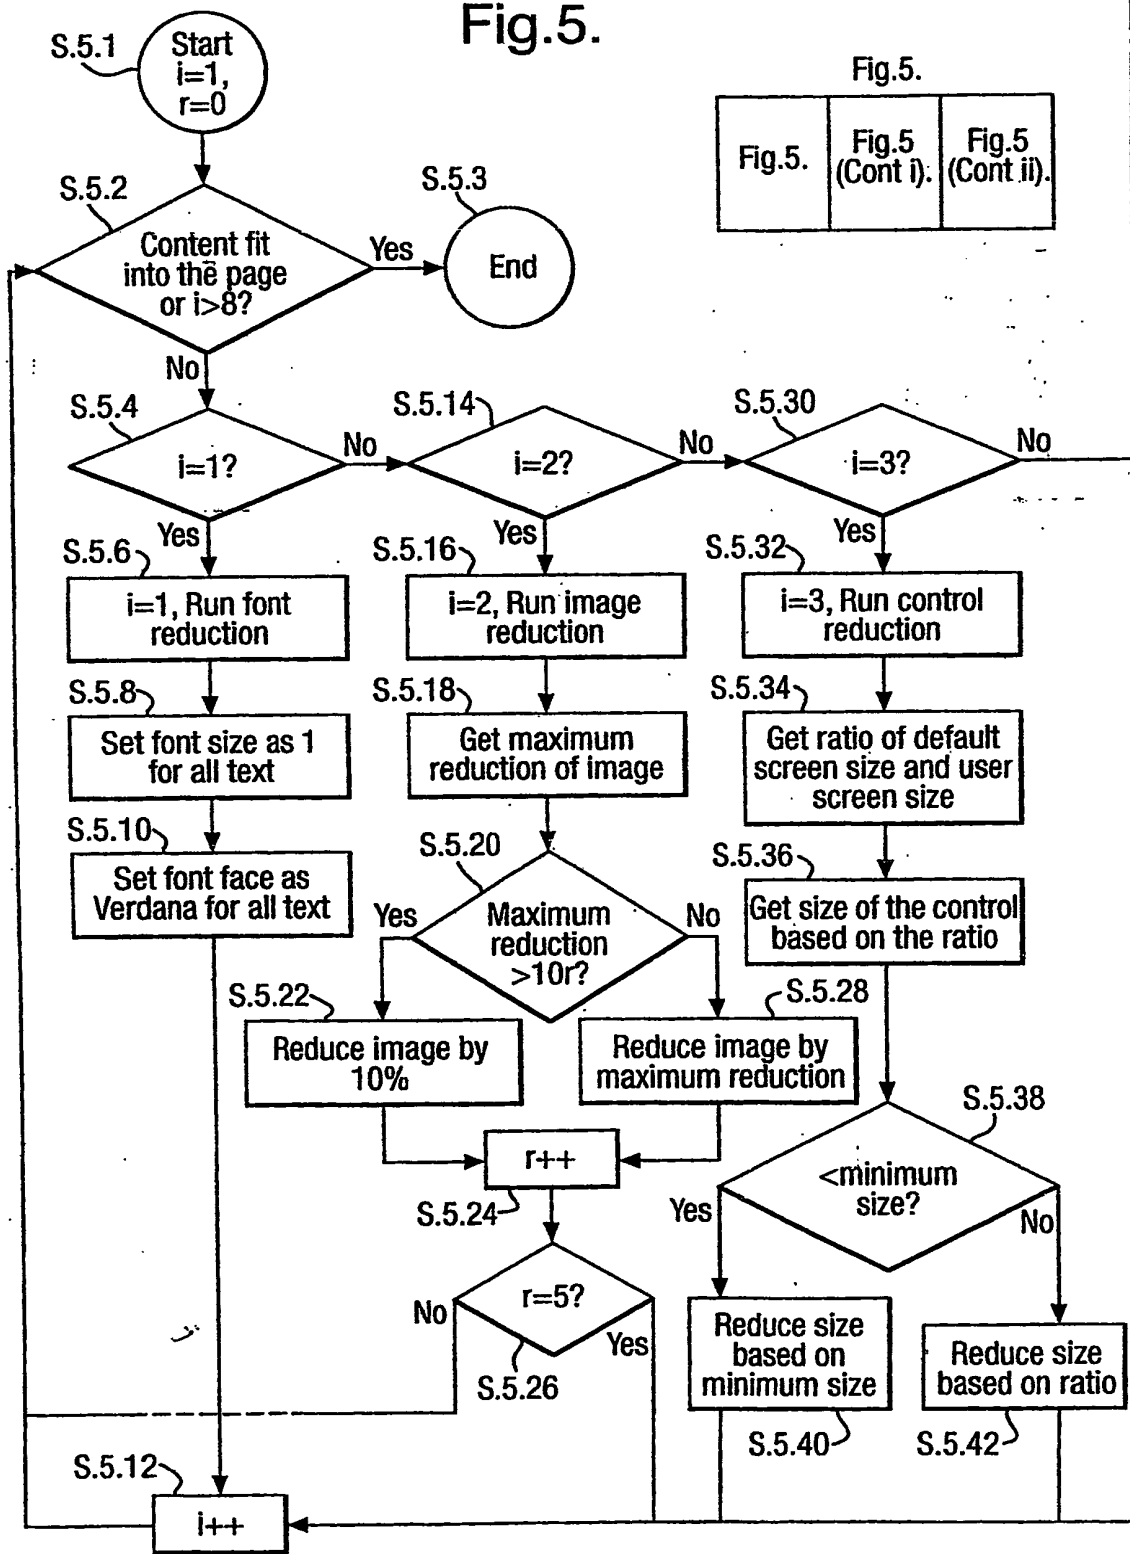 Fig.5.
S.5.1
Start
i=1,
r=0
Fig.5.
Fig.5.
Fig.5
(Cont i).
Fig.5
(Cont ii).
S.5.2
Content fit
into the page
or i>8?
Yes
S.5.3
End
No
S.5.4
i=1?
No
S.5.14
i=2?
No
S.5.30
i=3?
No
Yes
Yes
Yes
S.5.6
i=1, Run font
reduction
S.5.16
i=2, Run image
reduction
S.5.32
i=3, Run control
reduction
S.5.8
Set font size as 1
for all text
S.5.18
Get maximum
reduction of image
S.5.34
Get ratio of default
screen size and user
screen size
S.5.10
Set font face as
Verdana for all text
S.5.20
Yes
Maximum
reduction
>10r?
No
S.5.36
Get size of the control
based on the ratio
S.5.22
Reduce image by
10%
S.5.28
Reduce image by
maximum reduction
S.5.38
<minimum
size?
Yes
No
r++
S.5.24
r=5?
No
Yes
S.5.26
Reduce size
based on
minimum size
S.5.40
Reduce size
based on ratio
S.5.42
S.5.12
i++